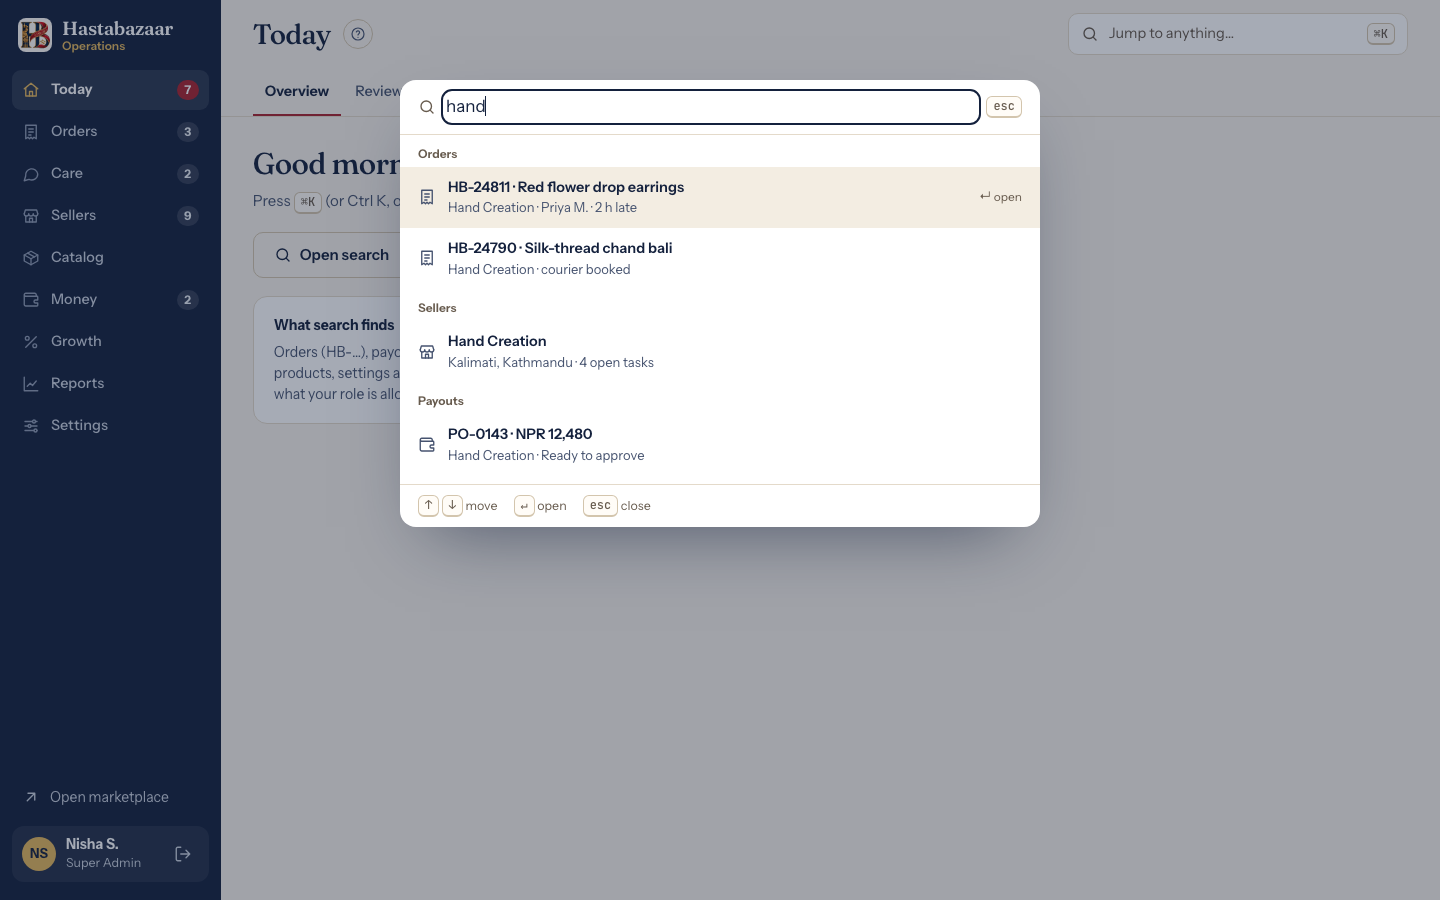 Hastabazaar
Operations
Today 7
Orders 3
Care 2
Sellers 9
Catalog
Money 2
Growth
Reports
Settings
Open marketplace
NS
Nisha S.
Super Admin
Today
Jump to anything... ⌘K
Overview Review
Good morn
Press ⌘K (or Ctrl K, o
Open search
What search finds
Orders (HB-...), payo
products, settings a
what your role is allo
hand esc
Orders
HB-24811 · Red flower drop earrings
Hand Creation · Priya M. · 2 h late
↵ open
HB-24790 · Silk-thread chand bali
Hand Creation · courier booked
Sellers
Hand Creation
Kalimati, Kathmandu · 4 open tasks
Payouts
PO-0143 · NPR 12,480
Hand Creation · Ready to approve
↑ ↓ move ↵ open esc close